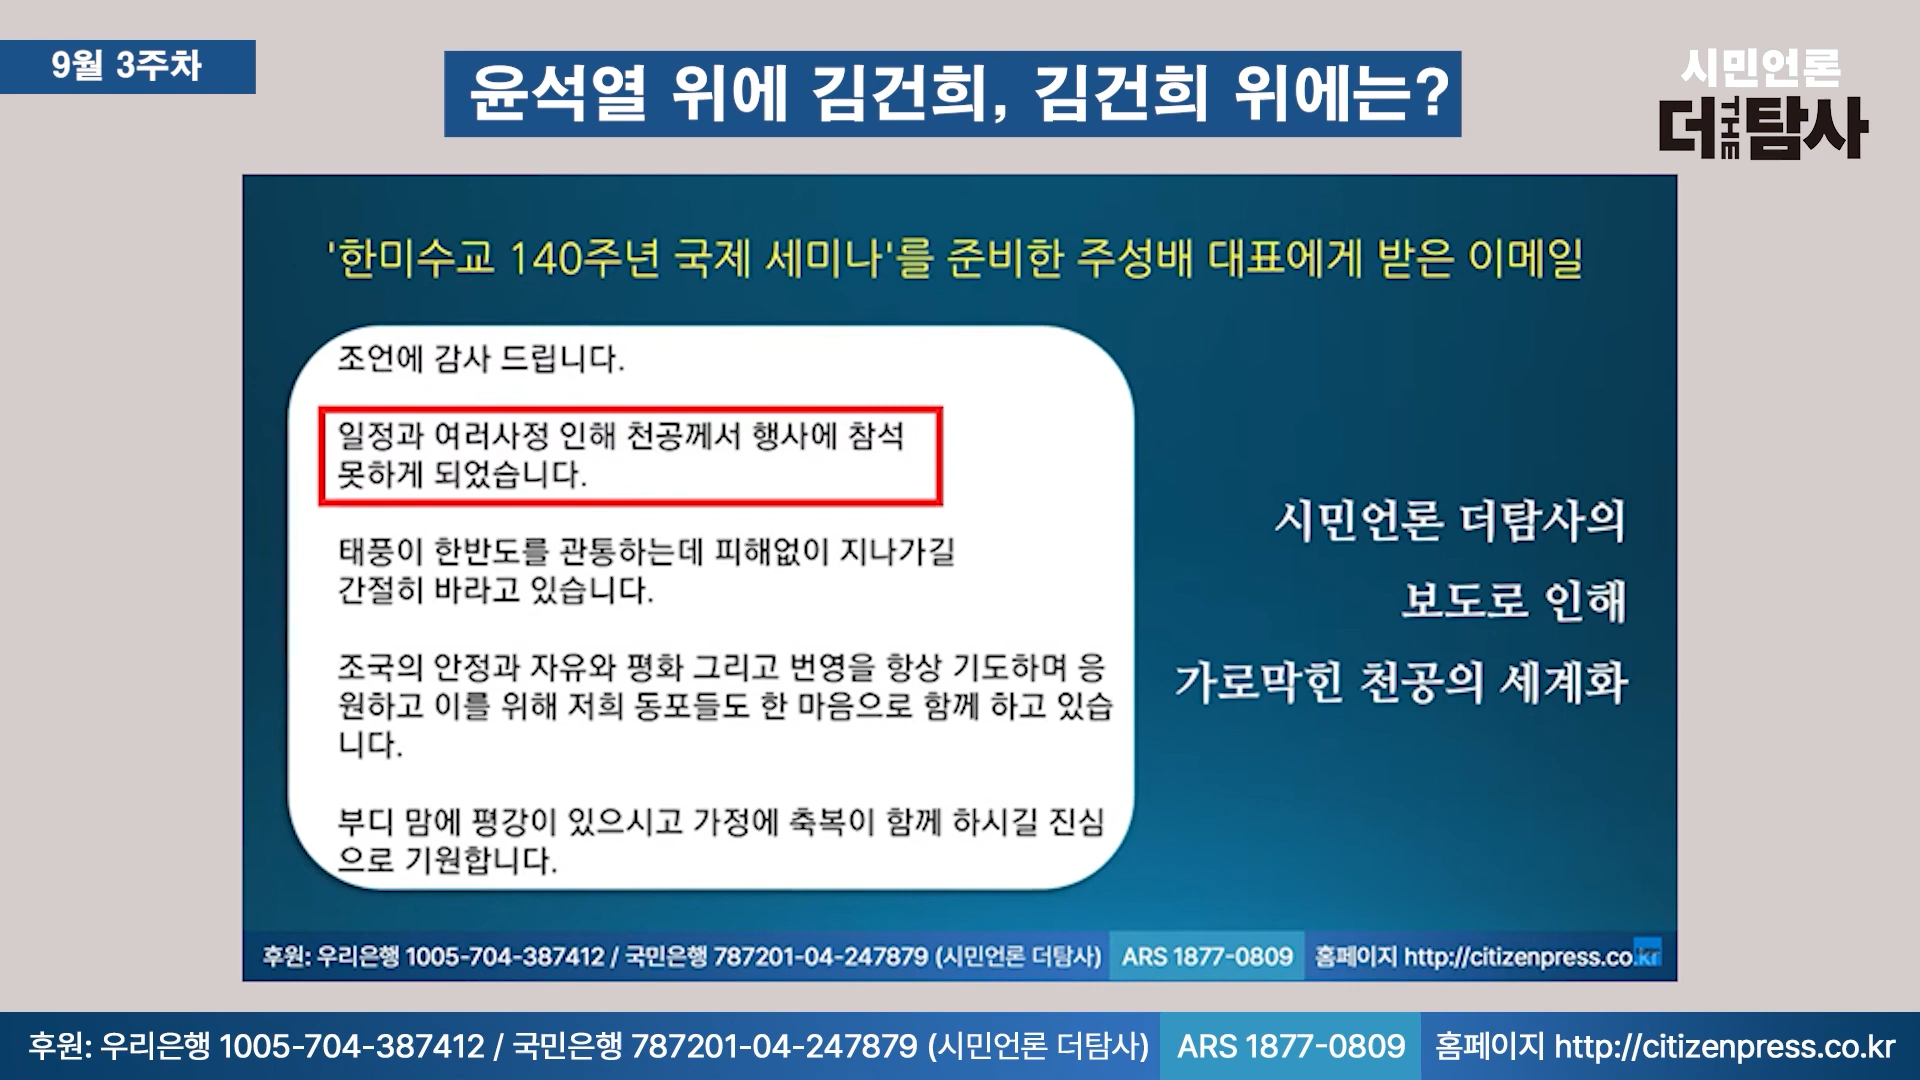 9월 3주차
윤석열 위에 김건희, 김건희 위에는?
시민언론
더THE탐사
'한미수교 140주년 국제 세미나'를 준비한 주성배 대표에게 받은 이메일
조언에 감사 드립니다.
일정과 여러사정 인해 천공께서 행사에 참석
못하게 되었습니다.
태풍이 한반도를 관통하는데 피해없이 지나가길
간절히 바라고 있습니다.
조국의 안정과 자유와 평화 그리고 번영을 항상 기도하며 응
원하고 이를 위해 저희 동포들도 한 마음으로 함께 하고 있습
니다.
부디 맘에 평강이 있으시고 가정에 축복이 함께 하시길 진심
으로 기원합니다.
시민언론 더탐사의
보도로 인해
가로막힌 천공의 세계화
후원: 우리은행 1005-704-387412 / 국민은행 787201-04-247879 (시민언론 더탐사) ARS 1877-0809 홈페이지 http://citizenpress.co.kr
후원: 우리은행 1005-704-387412 / 국민은행 787201-04-247879 (시민언론 더탐사) ARS 1877-0809 홈페이지 http://citizenpress.co.kr